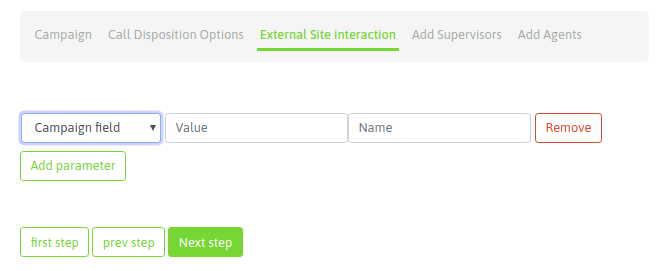 Campaign Call Disposition Options External Site interaction Add Supervisors Add Agents
Campaign field Value Name Remove
Add parameter
first step prev step Next step